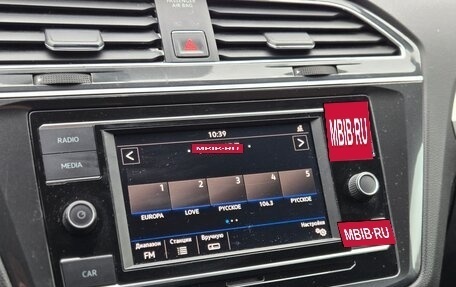 PASSENGER
AIR BAG
RADIO
MEDIA
CAR
10:39
1 2 3 4 5
EUROPA LOVE РУССКОЕ 106.3 РУССКОЕ
Диапазон Станции Вручную Настройка
FM
MBIB·RU
MBIB·RU